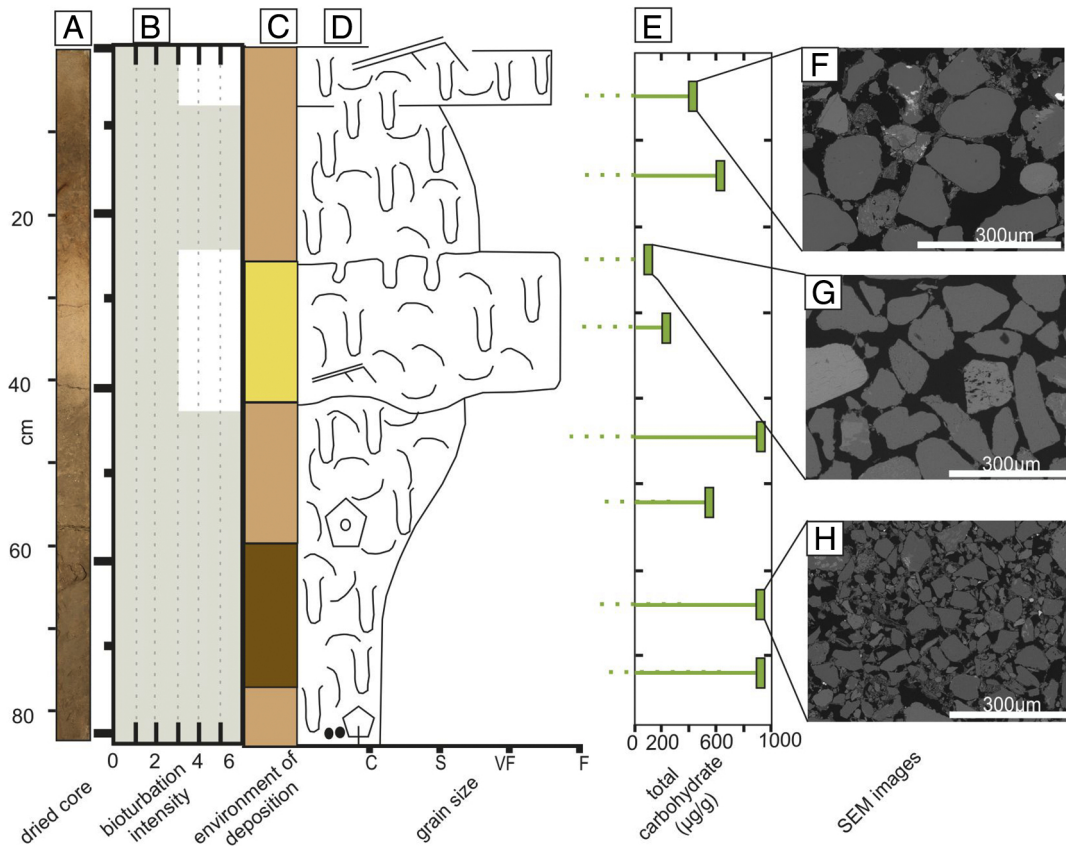 A
B
C
D
E
F
300um
G
300um
H
300um
20
40
cm
60
80
0 2 4 6
C S VF F
0 200 600 1000
dried core
bioturbation
intensity
environment of
deposition
grain size
total
carbohydrate
(µg/g)
SEM images